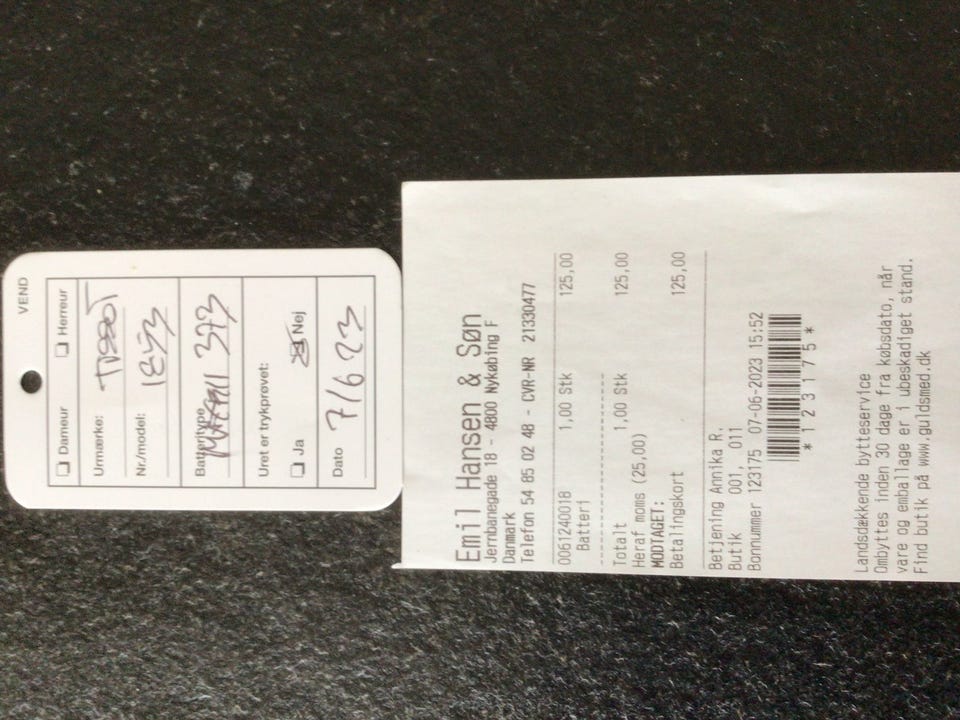 VEND
Dameur Herreur
Urmærke: TISSOT
Nr./model:
Batteritype 373
Uret er trykprøvet:
Ja Nej
Dato 7/6 23
Emil Hansen & Søn
Jernbanegade 18 - 4800 Nykøbing F
Danmark
Telefon 54 85 02 48 - CVR-NR 21330477
0061240018 1,00 Stk 125,00
Batteri
Totalt 1,00 Stk 125,00
Heraf moms (25,00)
MODTAGET:
Betalingskort 125,00
Betjening Annika R.
Butik 001, 011
Bonnummer 123175 07-06-2023 15:52
*123175*
Landsdækkende bytteservice
Ombyttes inden 30 dage fra købsdato, når
vare og emballage er i ubeskadiget stand.
Find butik på www.guldsmed.dk